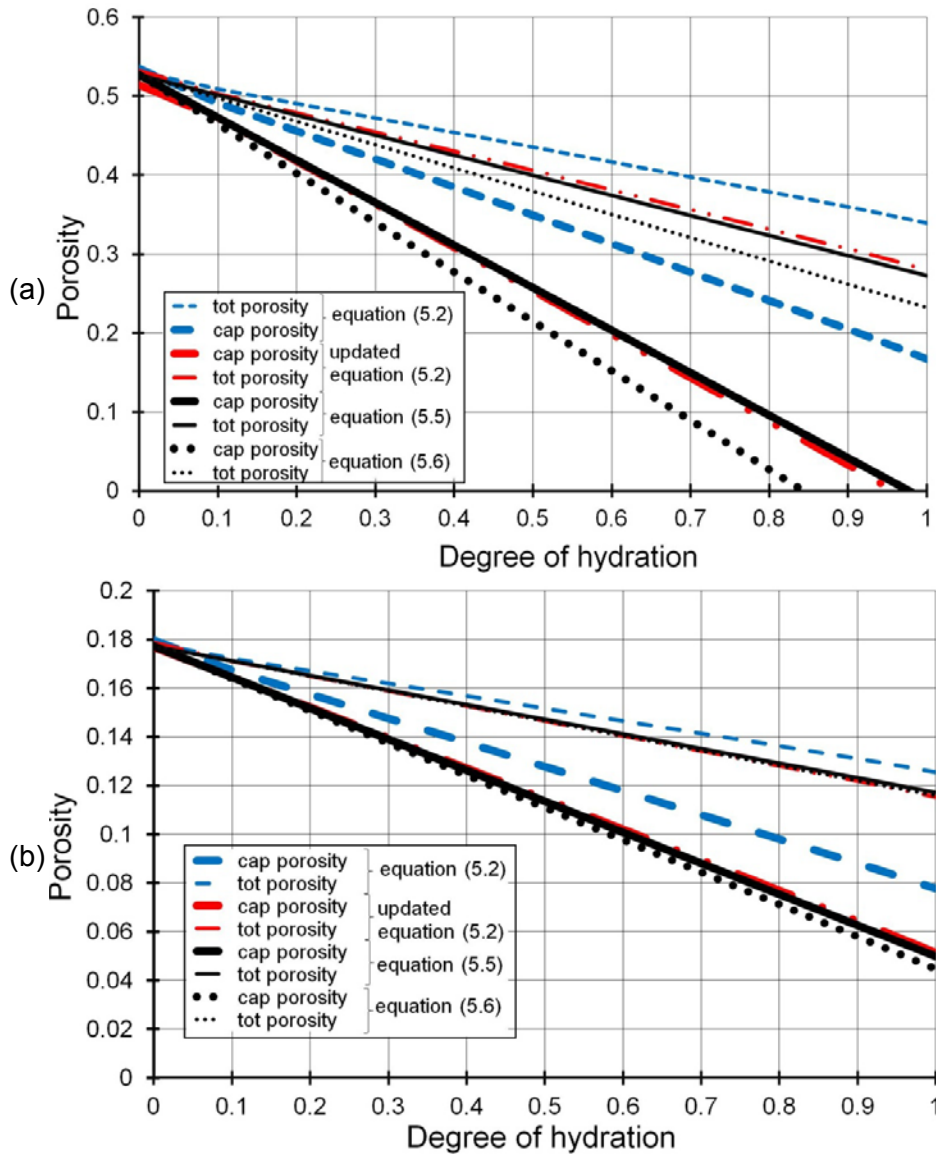 (a)
Porosity
0.6
0.5
0.4
0.3
0.2
0.1
0
tot porosity
cap porosity
equation (5.2)
cap porosity
tot porosity
updated
equation (5.2)
cap porosity
tot porosity
equation (5.5)
cap porosity
tot porosity
equation (5.6)
0 0.1 0.2 0.3 0.4 0.5 0.6 0.7 0.8 0.9 1
Degree of hydration
(b)
Porosity
0.2
0.18
0.16
0.14
0.12
0.1
0.08
0.06
0.04
0.02
0
cap porosity
tot porosity
equation (5.2)
cap porosity
tot porosity
updated
equation (5.2)
cap porosity
tot porosity
equation (5.5)
cap porosity
tot porosity
equation (5.6)
0 0.1 0.2 0.3 0.4 0.5 0.6 0.7 0.8 0.9 1
Degree of hydration